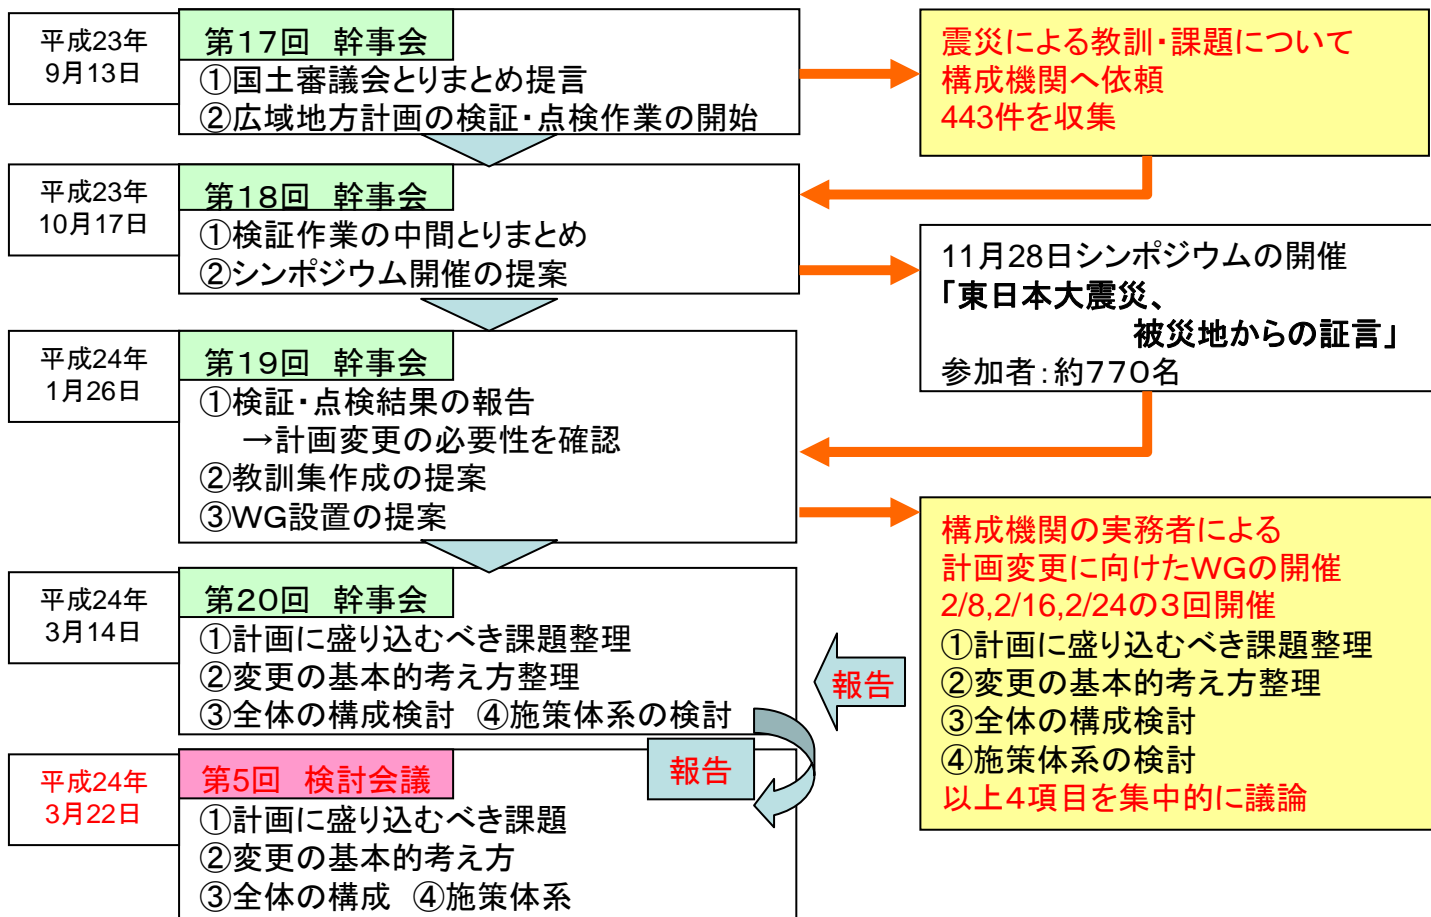 平成23年
9月13日
第17回 幹事会
①国土審議会とりまとめ提言
②広域地方計画の検証・点検作業の開始
震災による教訓・課題について
構成機関へ依頼
443件を収集
平成23年
10月17日
第18回 幹事会
①検証作業の中間とりまとめ
②シンポジウム開催の提案
11月28日シンポジウムの開催
「東日本大震災、
被災地からの証言」
参加者：約770名
平成24年
1月26日
第19回 幹事会
①検証・点検結果の報告
→計画変更の必要性を確認
②教訓集作成の提案
③WG設置の提案
構成機関の実務者による
計画変更に向けたWGの開催
2/8,2/16,2/24の3回開催
①計画に盛り込むべき課題整理
②変更の基本的考え方整理
③全体の構成検討
④施策体系の検討
以上4項目を集中的に議論
報告
平成24年
3月14日
第20回 幹事会
①計画に盛り込むべき課題整理
②変更の基本的考え方整理
③全体の構成検討 ④施策体系の検討
報告
平成24年
3月22日
第5回 検討会議
①計画に盛り込むべき課題
②変更の基本的考え方
③全体の構成 ④施策体系